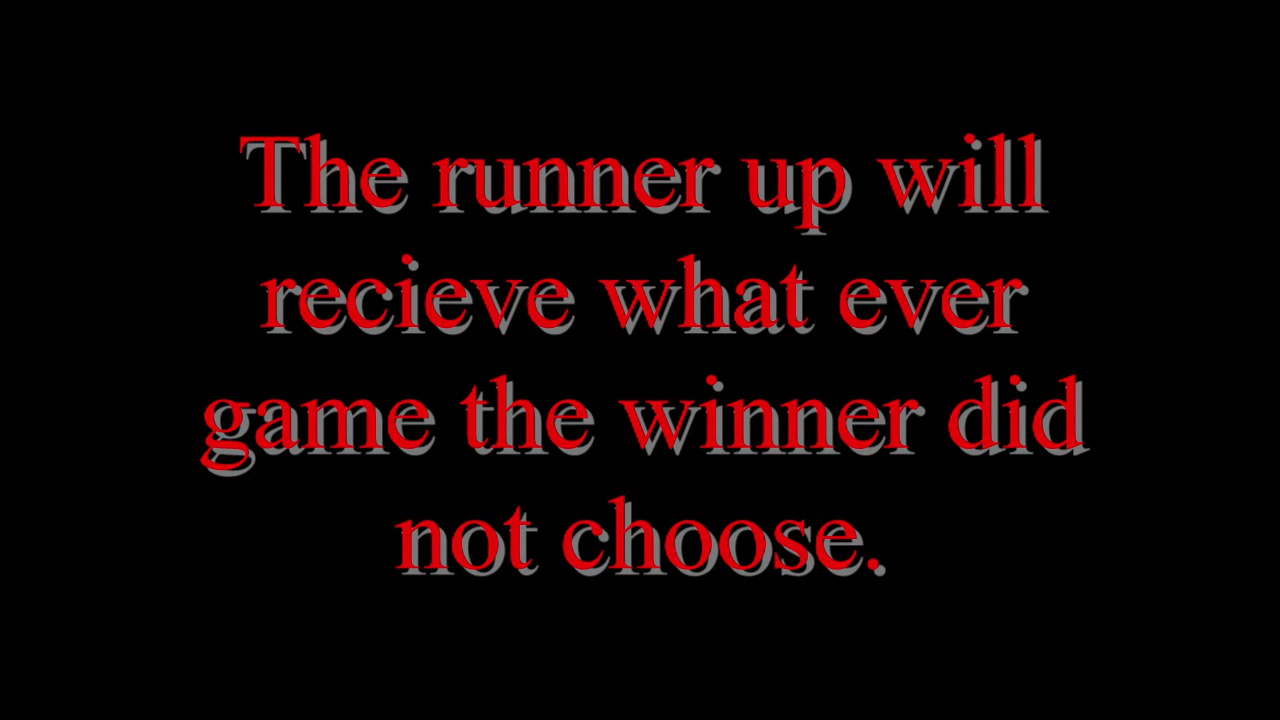 The runner up will
recieve what ever
game the winner did
not choose.